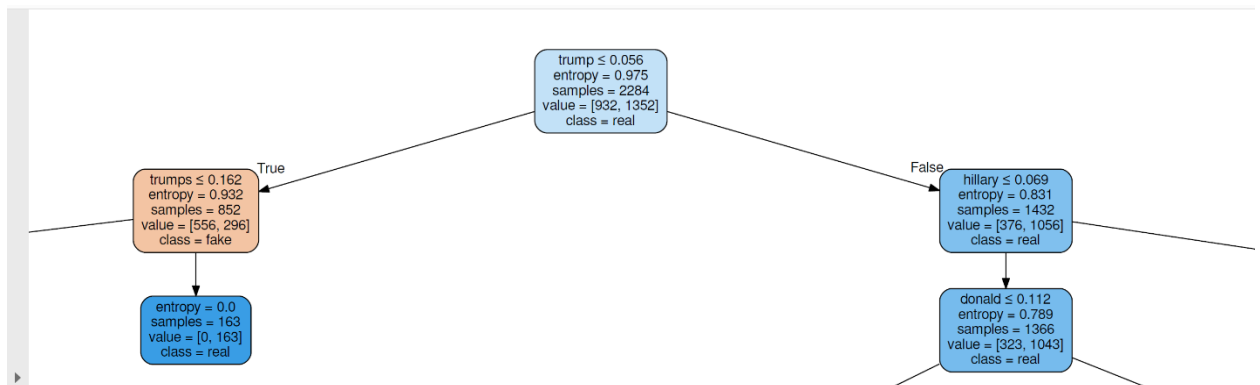 trump ≤ 0.056
entropy = 0.975
samples = 2284
value = [932, 1352]
class = real
True
False
trumps ≤ 0.162
entropy = 0.932
samples = 852
value = [556, 296]
class = fake
hillary ≤ 0.069
entropy = 0.831
samples = 1432
value = [376, 1056]
class = real
entropy = 0.0
samples = 163
value = [0, 163]
class = real
donald ≤ 0.112
entropy = 0.789
samples = 1366
value = [323, 1043]
class = real